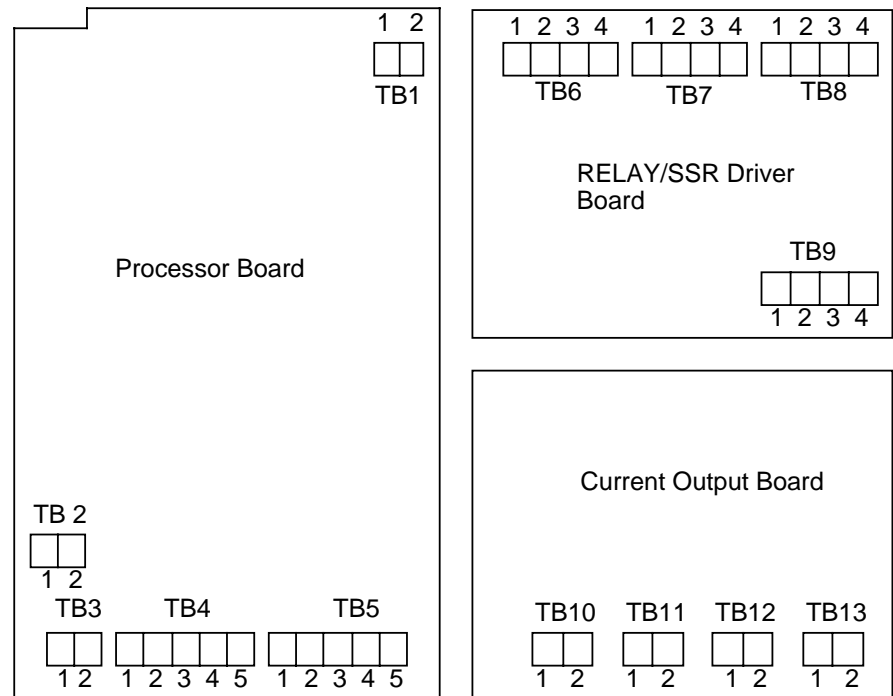 1 2
TB1
Processor Board
TB 2
1 2
TB3 TB4 TB5
1 2 1 2 3 4 5 1 2 3 4 5
1 2 3 4 1 2 3 4 1 2 3 4
TB6 TB7 TB8
RELAY/SSR Driver
Board
TB9
1 2 3 4
Current Output Board
TB10 TB11 TB12 TB13
1 2 1 2 1 2 1 2